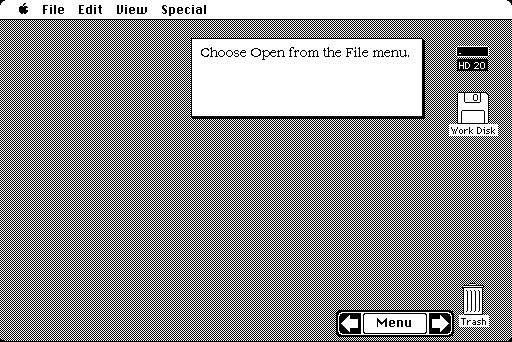 File Edit View Special
Choose Open from the File menu.
HD 20
Work Disk
Menu
Trash